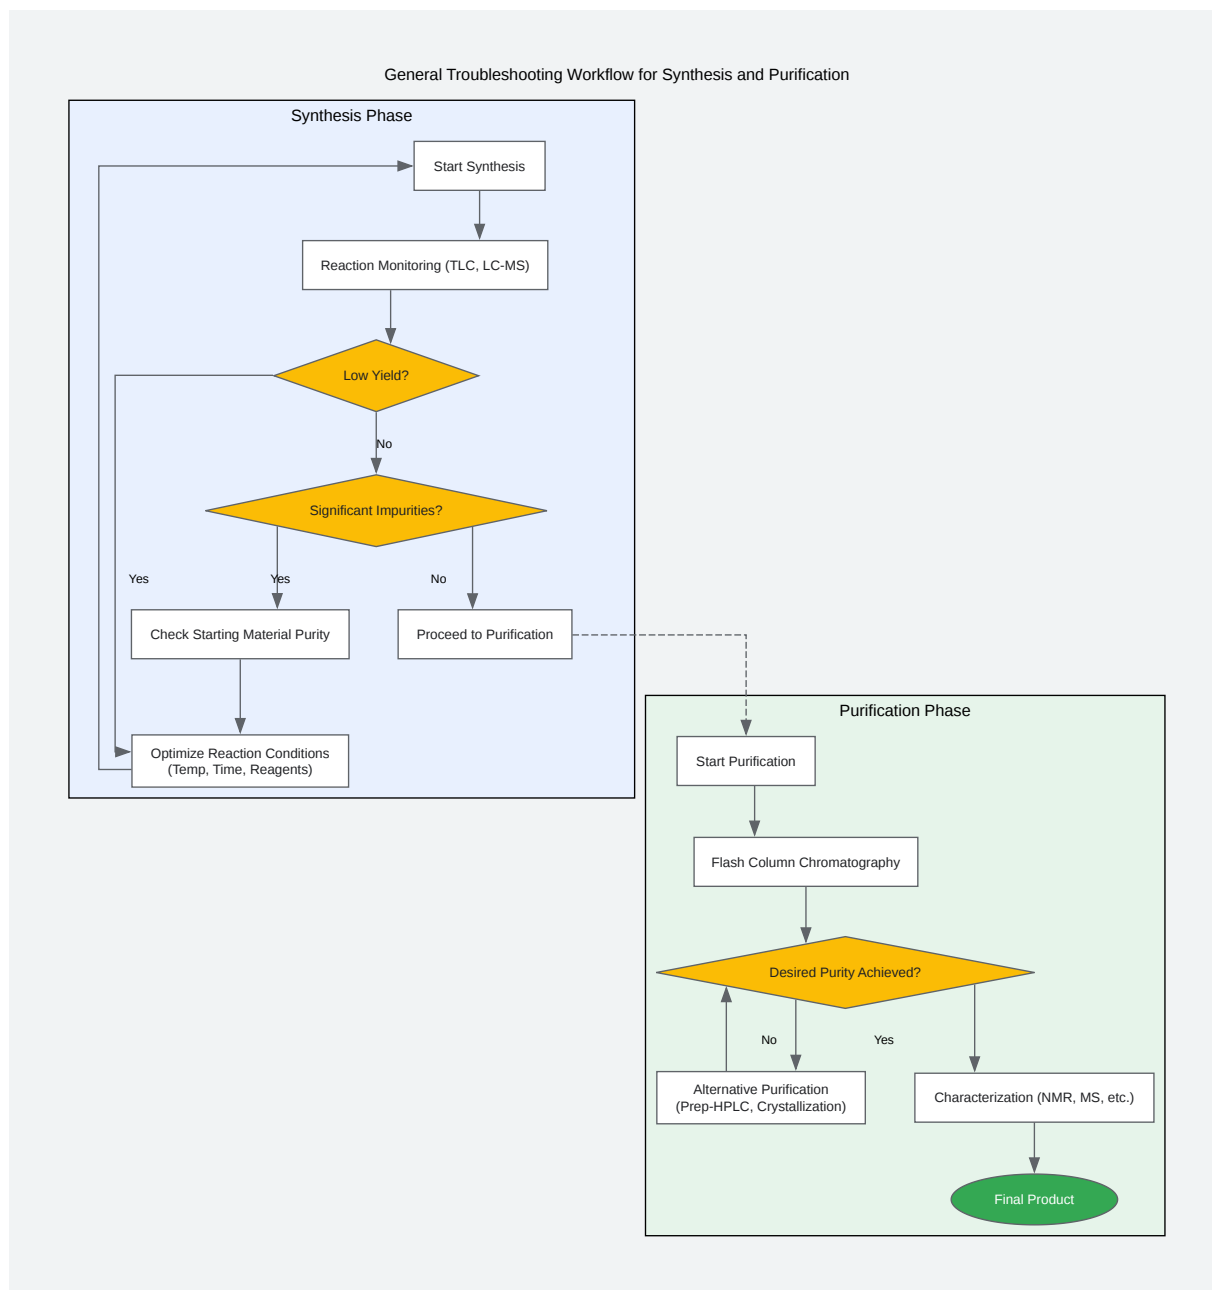 General Troubleshooting Workflow for Synthesis and Purification
Synthesis Phase
Start Synthesis
Reaction Monitoring (TLC, LC-MS)
Low Yield?
No
Significant Impurities?
Yes
Yes
No
Check Starting Material Purity
Proceed to Purification
Optimize Reaction Conditions
(Temp, Time, Reagents)
Purification Phase
Start Purification
Flash Column Chromatography
Desired Purity Achieved?
No
Yes
Alternative Purification
(Prep-HPLC, Crystallization)
Characterization (NMR, MS, etc.)
Final Product